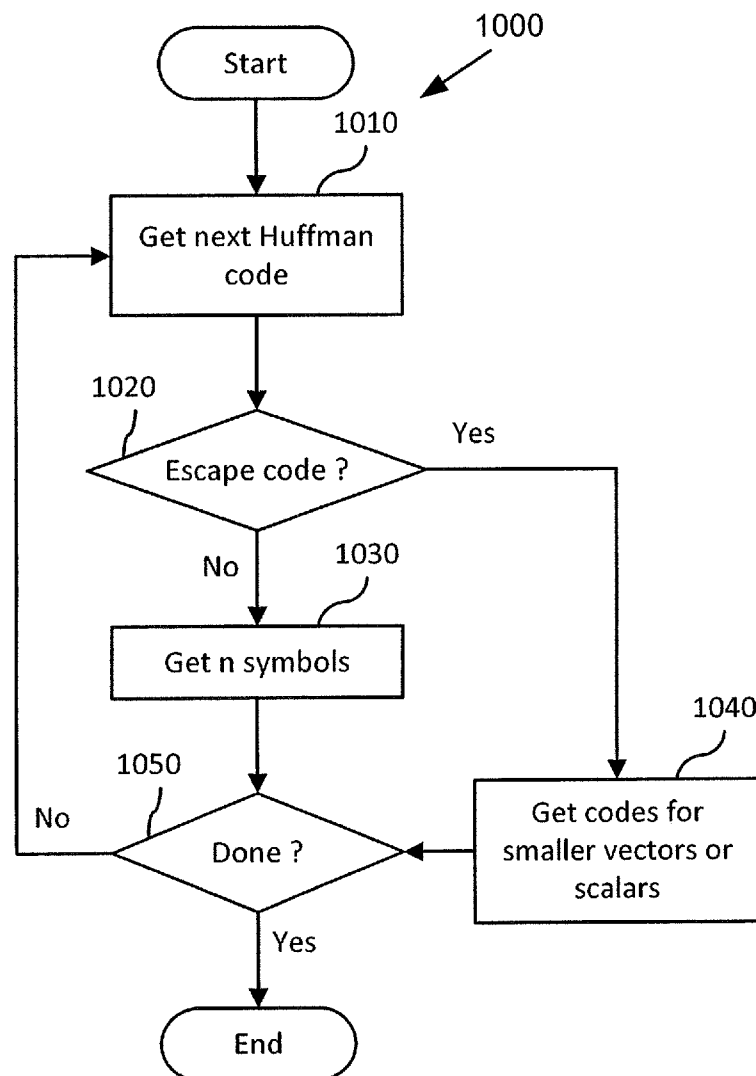 1000
Start
1010
Get next Huffman
code
1020
Escape code ?
Yes
No
1030
Get n symbols
1040
Get codes for
smaller vectors or
scalars
1050
Done ?
No
Yes
End